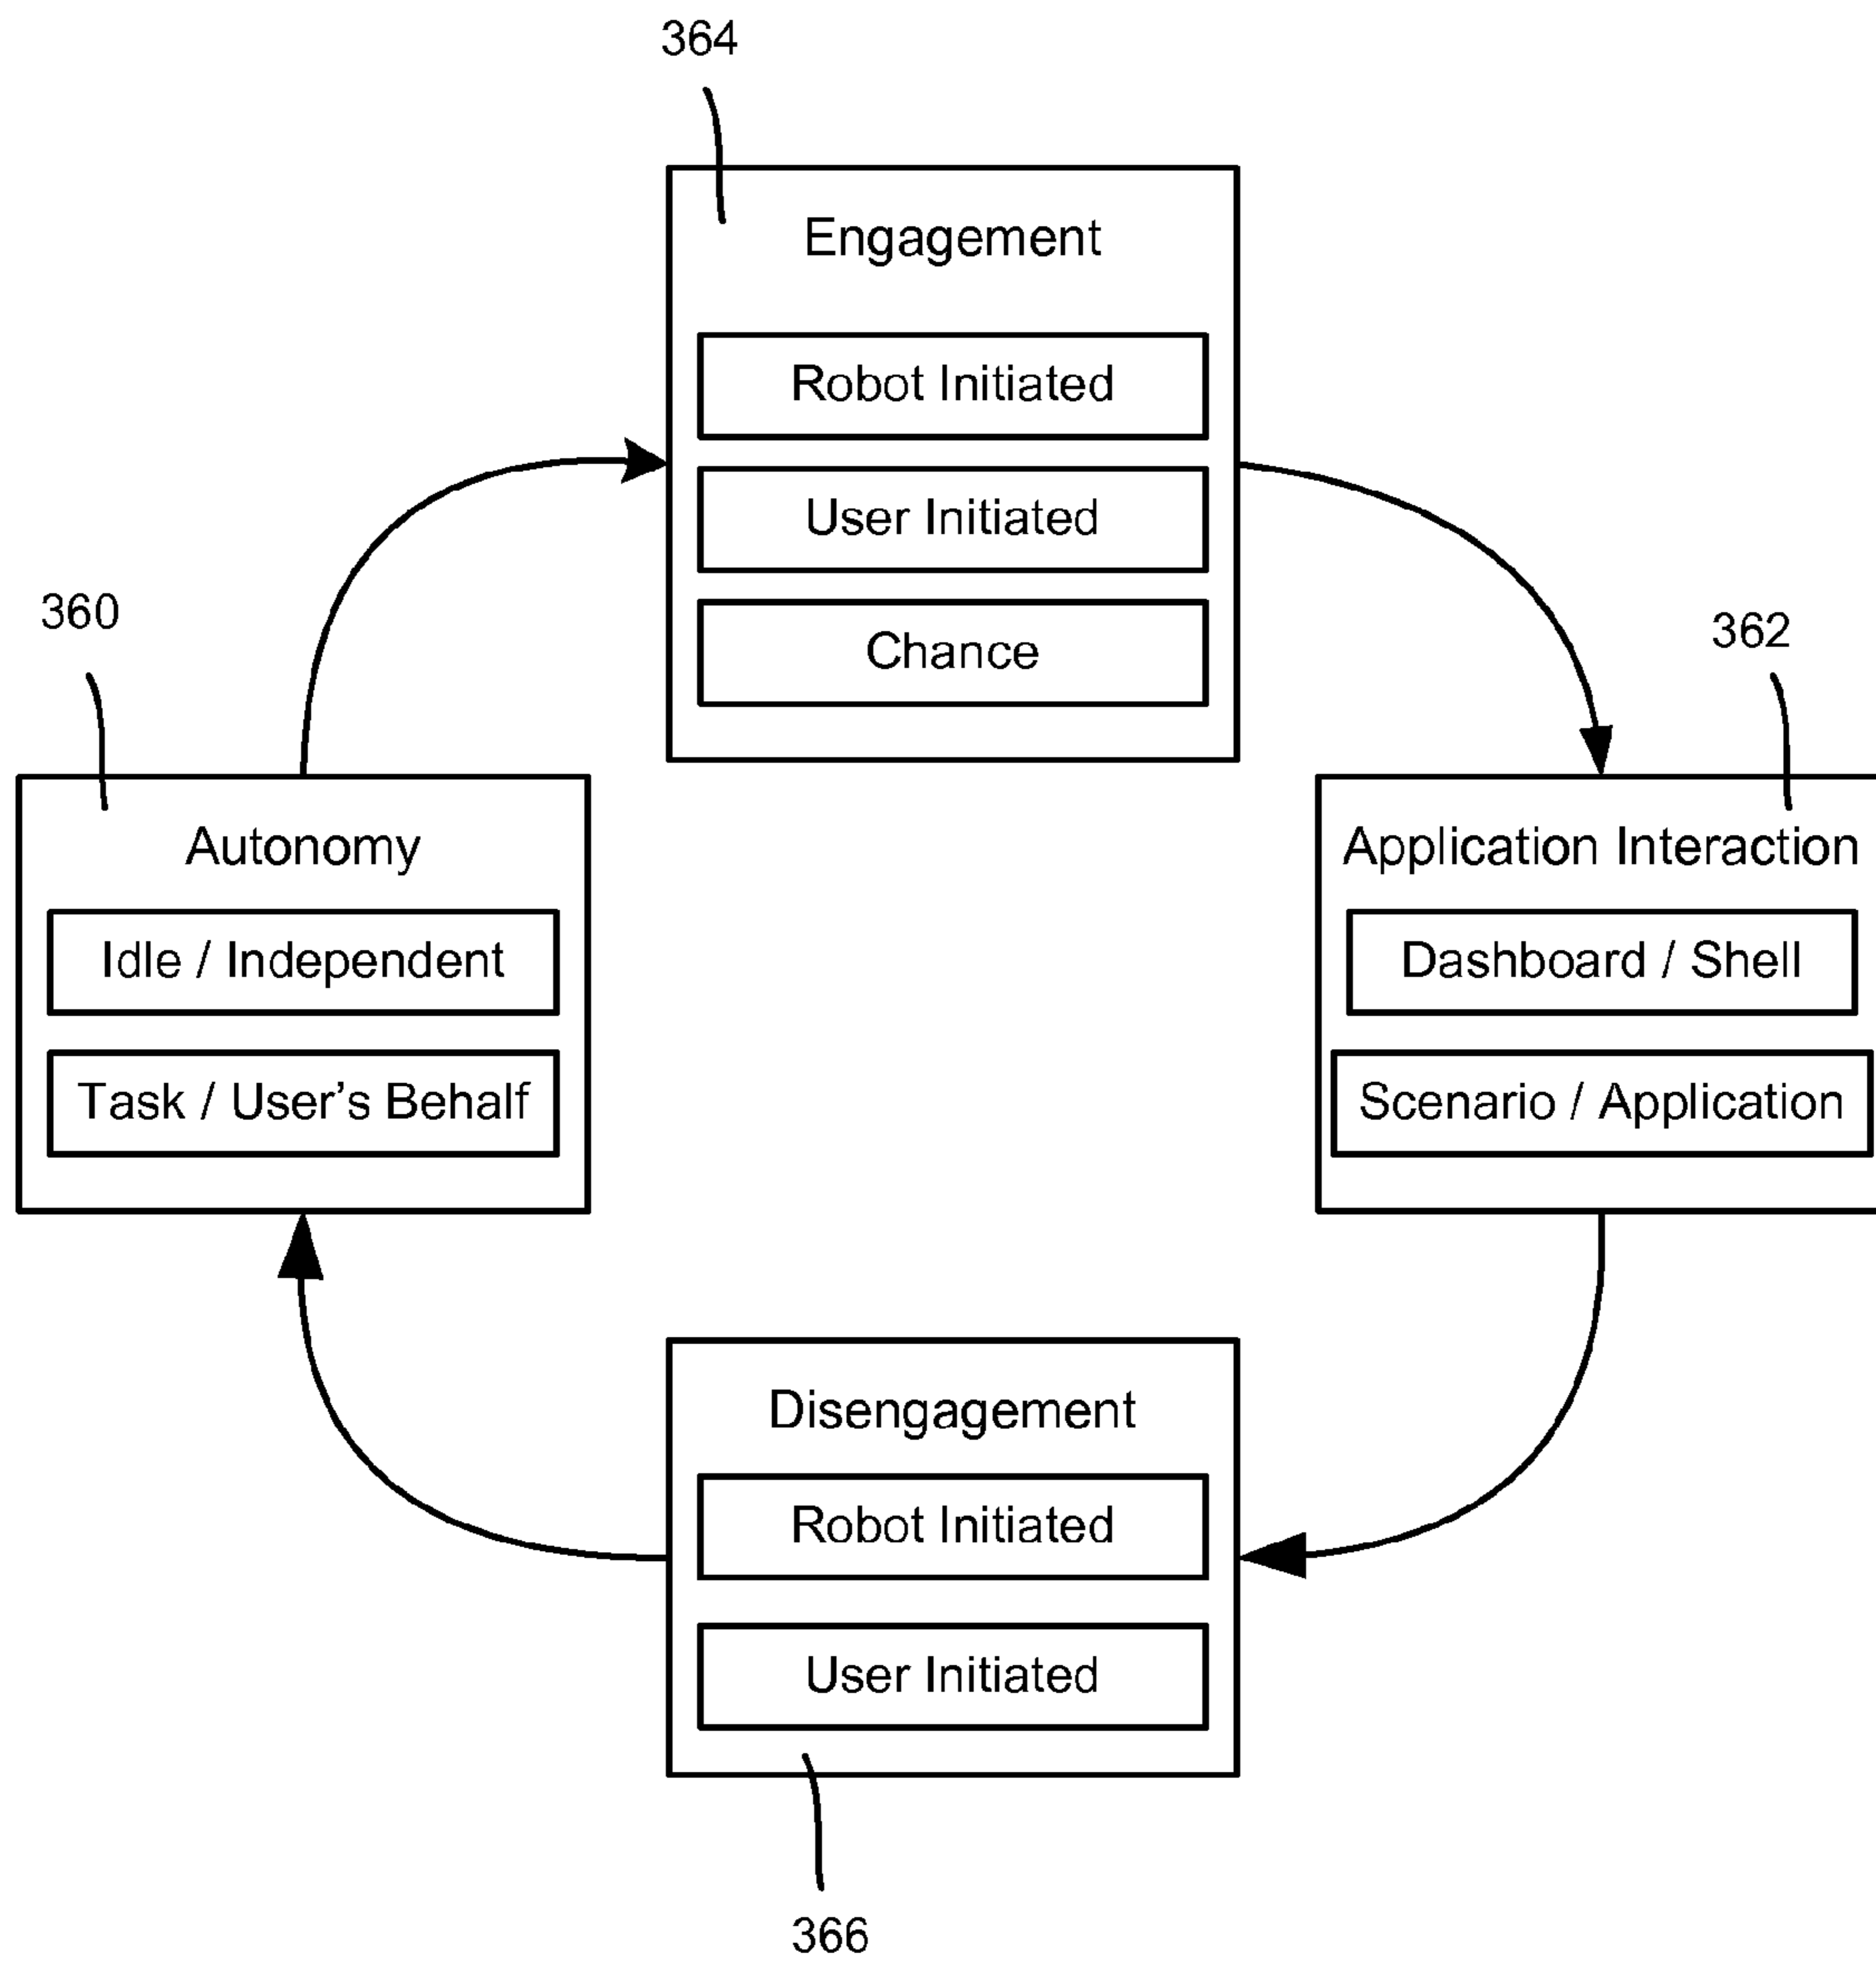 364
Engagement
Robot Initiated
User Initiated
Chance
360
Autonomy
Idle / Independent
Task / User’s Behalf
362
Application Interaction
Dashboard / Shell
Scenario / Application
Disengagement
Robot Initiated
User Initiated
366